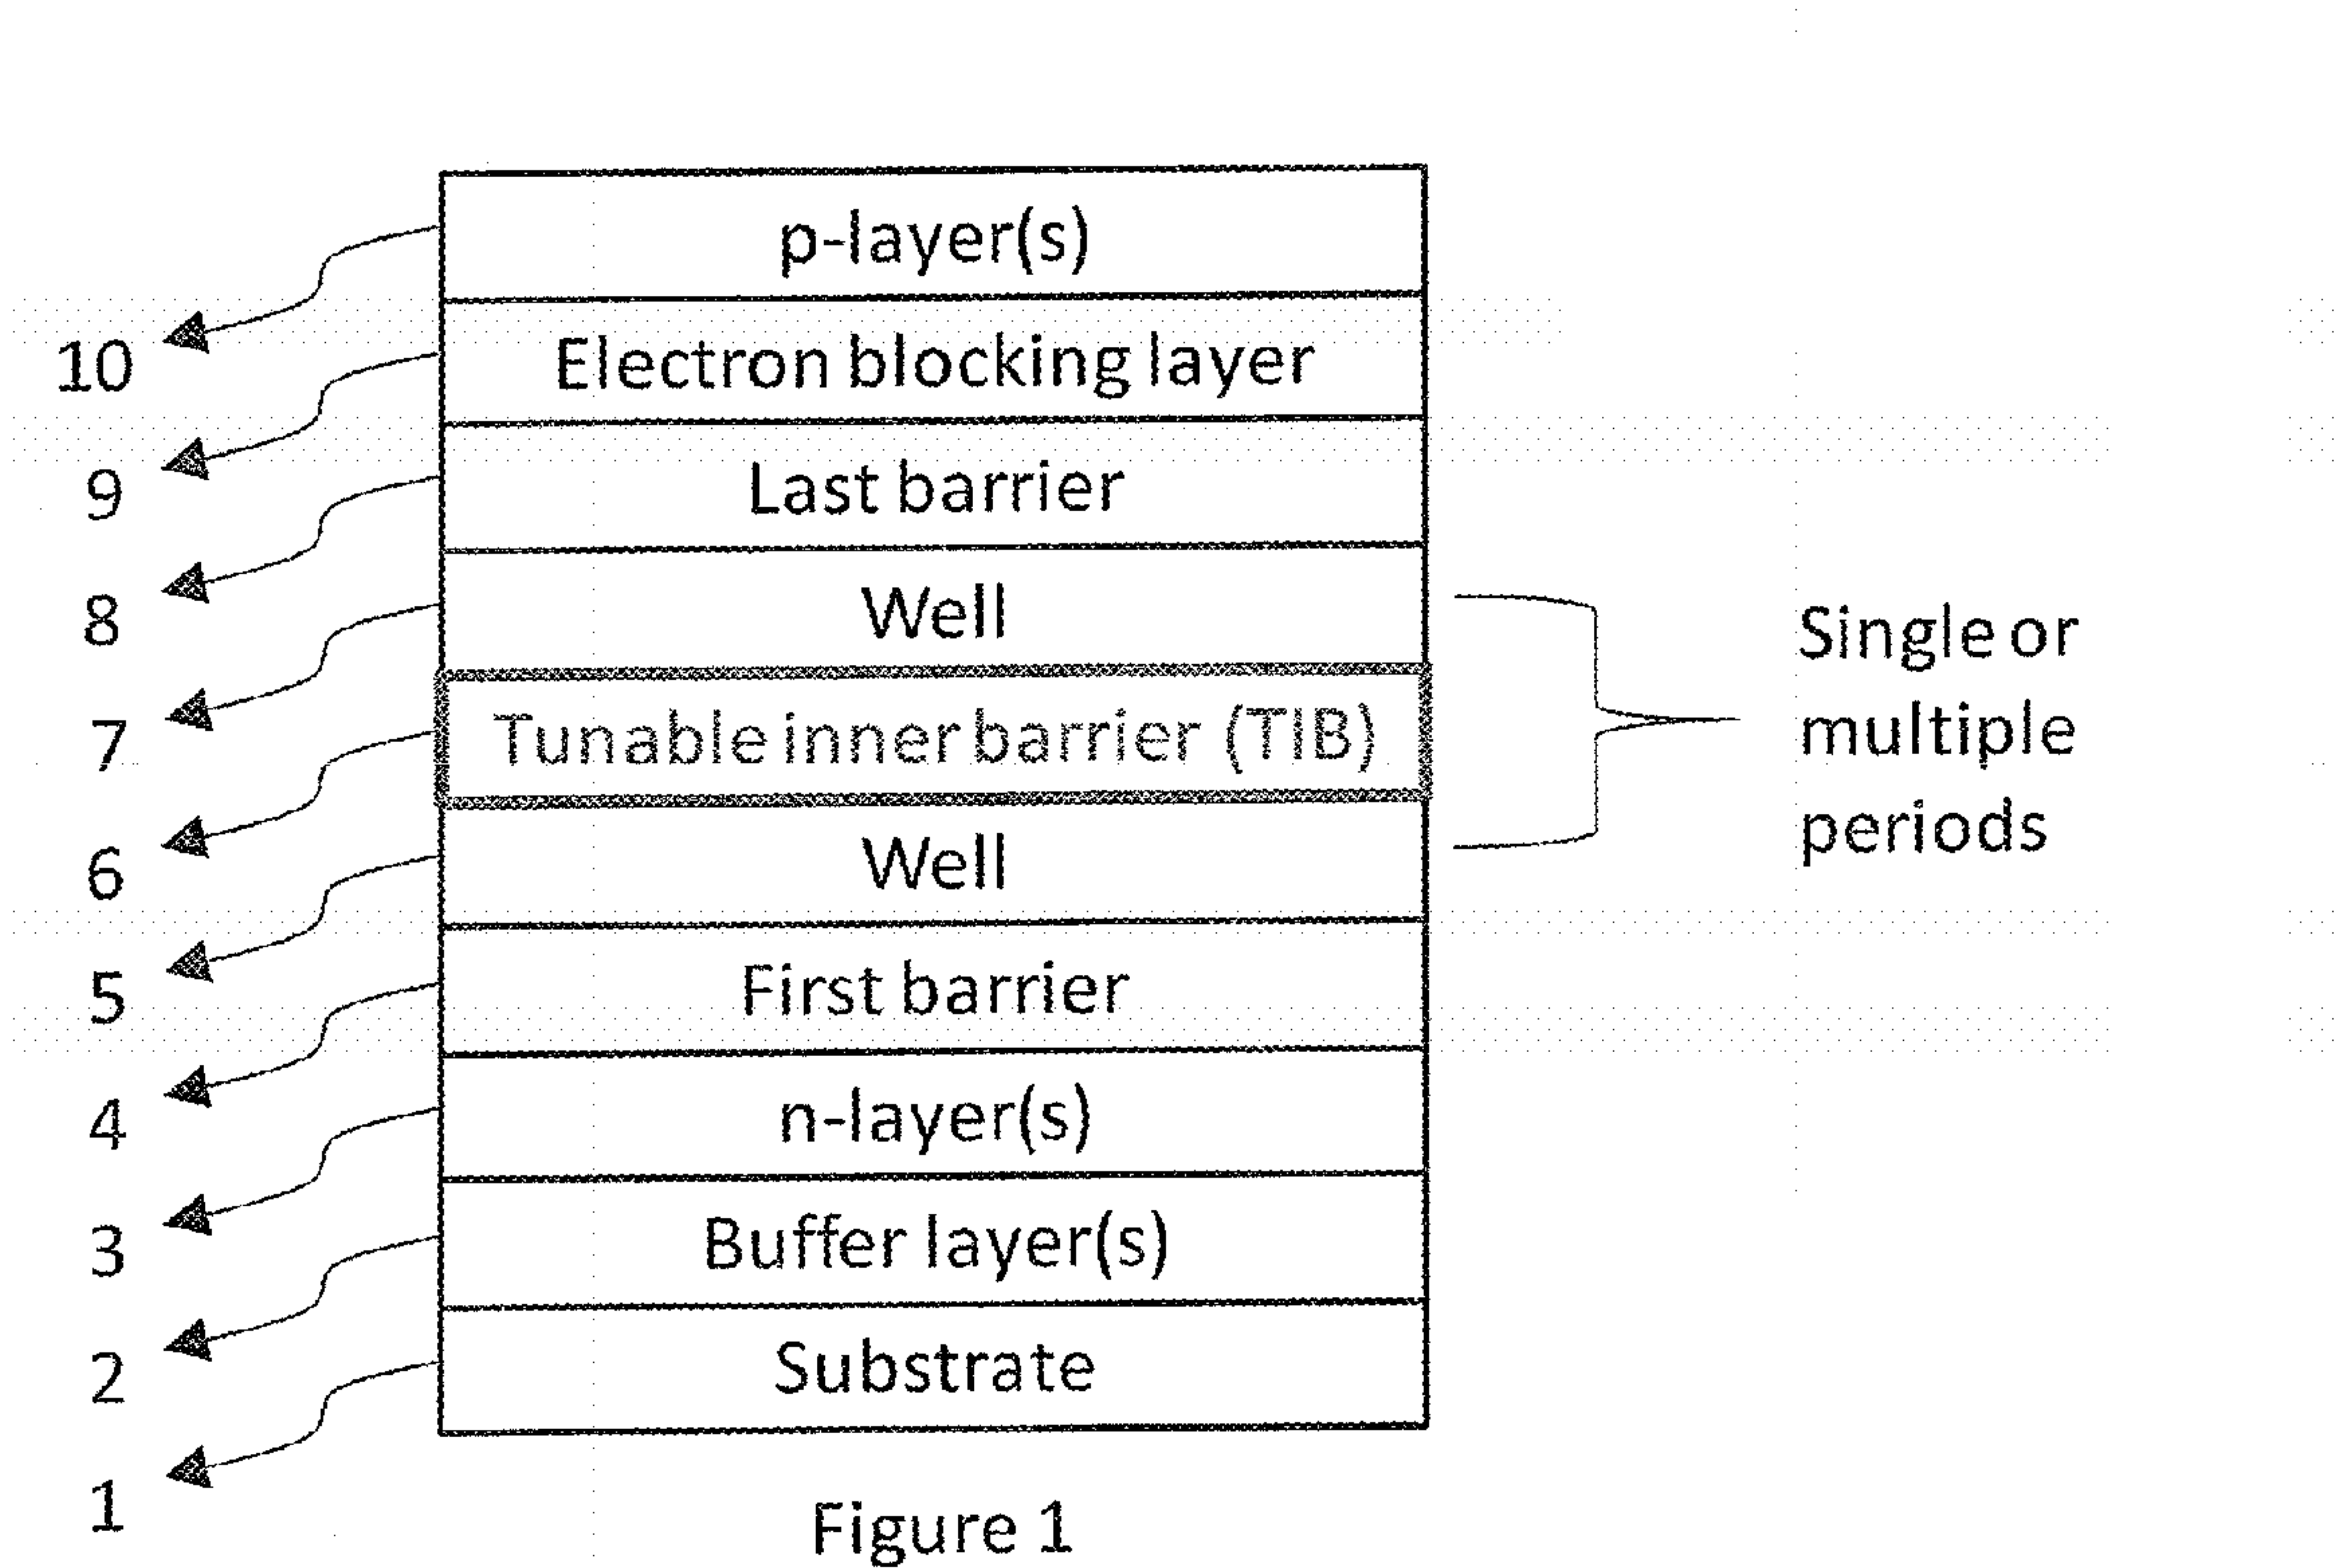 p-layer(s)
10
Electron blocking layer
9
Last barrier
8
Well
7
Tunable inner barrier (TIB)
6
Well
5
First barrier
4
n-layer(s)
3
Buffer layer(s)
2
Substrate
1
Single or
multiple
periods
Figure 1